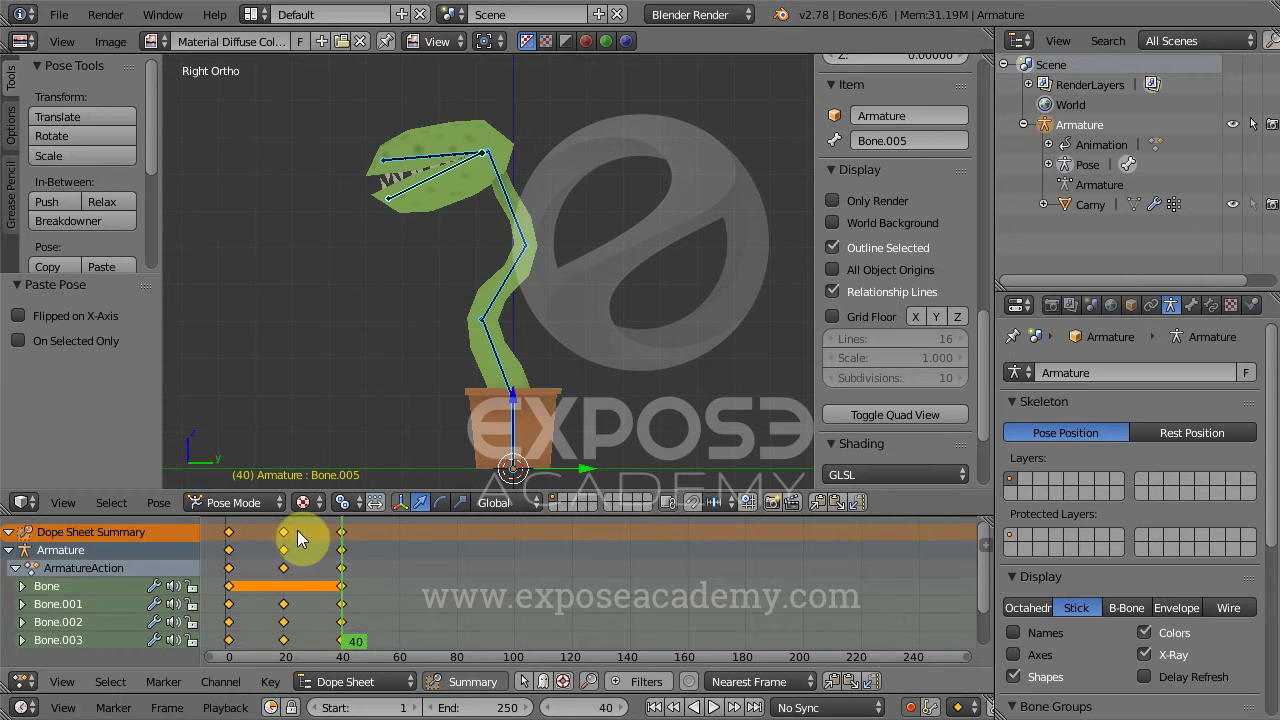 File Render Window Help Default Scene Blender Render v2.78 | Bones:6/6 | Mem:31.19M | Armature
View Image Material Diffuse Col... F View
View Search All Scenes
Tools
Options
Grease Pencil
Pose Tools
Transform:
Translate
Rotate
Scale
In-Between:
Push Relax
Breakdowner
Pose:
Copy Paste
Paste Pose
Flipped on X-Axis
On Selected Only
Right Ortho
z
y
(40) Armature : Bone.005
EXPOSE
ACADEMY
www.exposeacademy.com
Z: 0.00000
Item
Armature
Bone.005
Display
Only Render
World Background
Outline Selected
All Object Origins
Relationship Lines
Grid Floor X Y Z
Lines: 16
Scale: 1.000
Subdivisions: 10
Toggle Quad View
Shading
GLSL
Scene
RenderLayers
World
Armature
Animation
Pose
Armature
Carny
Armature Armature
Armature F
Skeleton
Pose Position Rest Position
Layers:
Protected Layers:
Display
Octahedr Stick B-Bone Envelope Wire
Names Colors
Axes X-Ray
Shapes Delay Refresh
Bone Groups
View Select Pose Pose Mode Global
Dope Sheet Summary
Armature
ArmatureAction
Bone
Bone.001
Bone.002
Bone.003
40
0 20 40 60 80 100 120 140 160 180 200 220 240
View Select Marker Channel Key Dope Sheet Summary Filters Nearest Frame
View Marker Frame Playback Start: 1 End: 250 40 No Sync